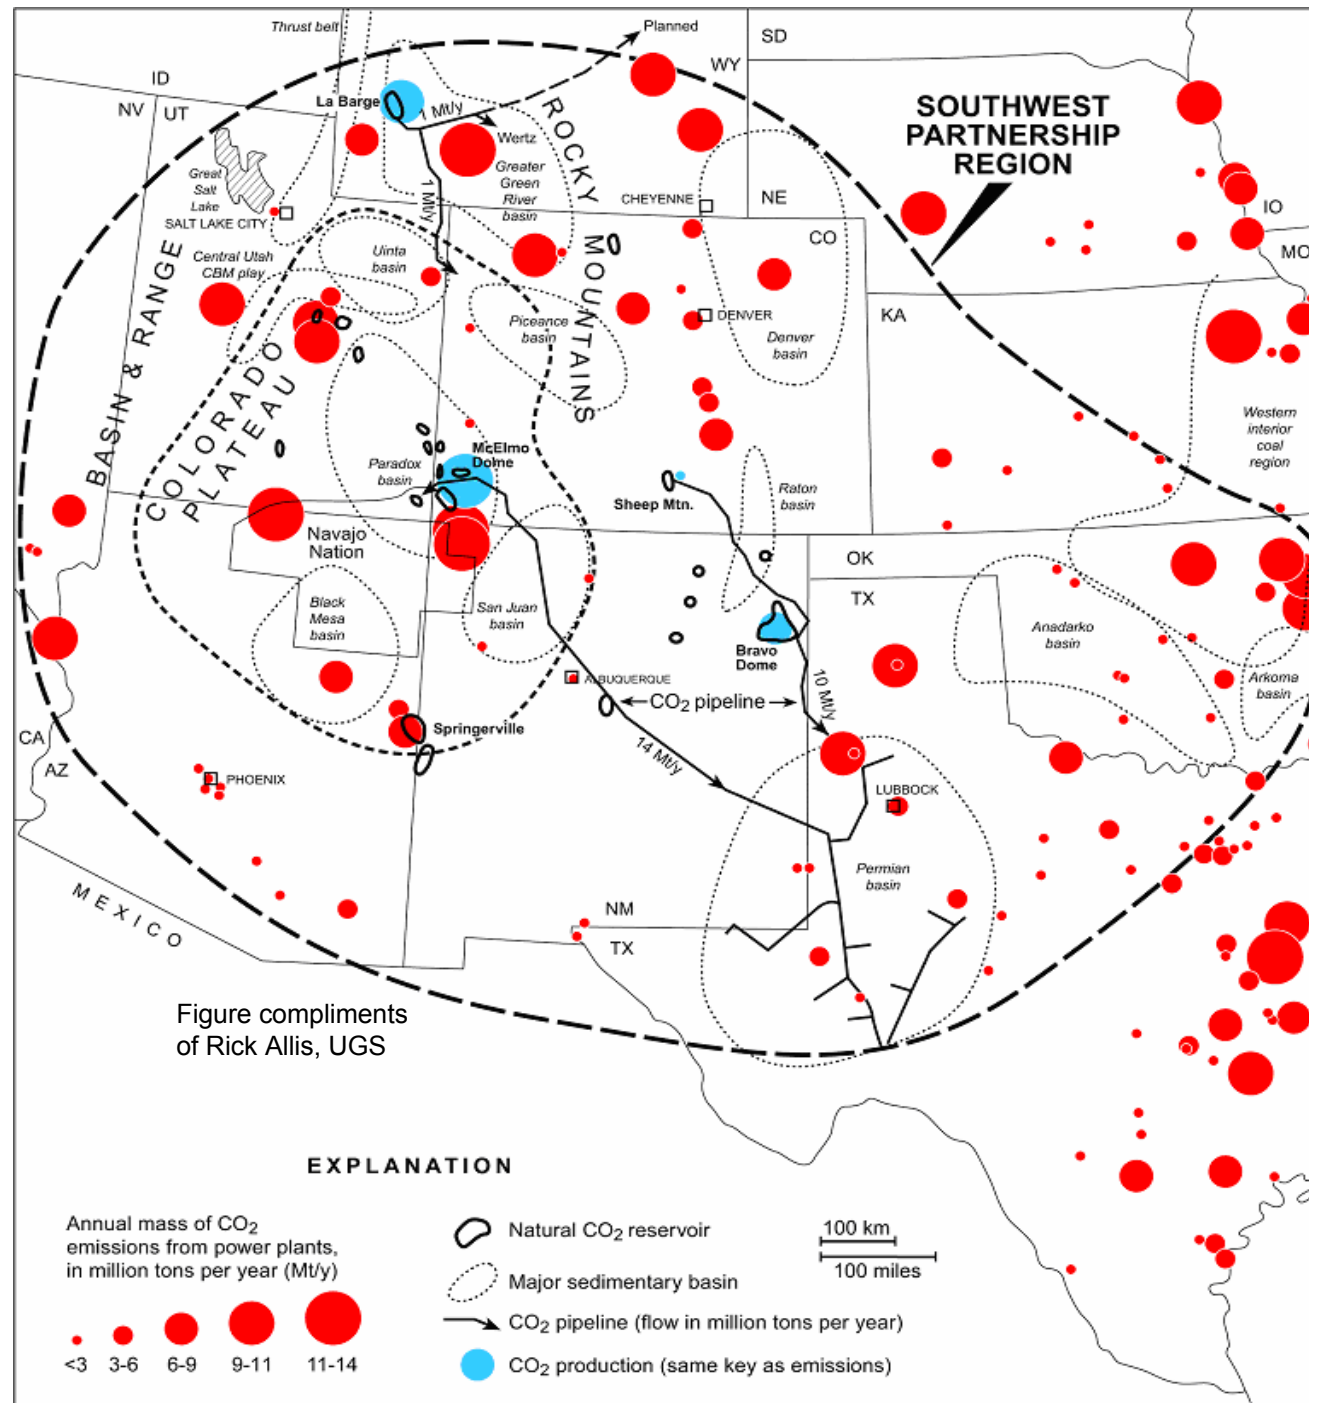 Thrust belt
Planned
SD
WY
ID
NV
UT
La Barge
1 Mt/y
Wertz
Greater
Green
River
basin
ROCKY
MOUNTAINS
SOUTHWEST
PARTNERSHIP
REGION
Great
Salt
Lake
SALT LAKE CITY
1 Mt/y
CHEYENNE
NE
CO
IO
MO
Central Utah
CBM play
Uinta
basin
BASIN & RANGE
Piceance
basin
DENVER
Denver
basin
KA
COLORADO
PLATEAU
Western
interior
coal
region
McElmo
Dome
Paradox
basin
Sheep Mtn.
Raton
basin
Navajo
Nation
OK
TX
Black
Mesa
basin
San Juan
basin
Anadarko
basin
Bravo
Dome
Arkoma
basin
ALBUQUERQUE
CO2 pipeline
10 Mt/y
Springerville
14 Mt/y
CA
AZ
PHOENIX
LUBBOCK
Permian
basin
MEXICO
NM
TX
Figure compliments
of Rick Allis, UGS
EXPLANATION
Annual mass of CO2
emissions from power plants,
in million tons per year (Mt/y)
<3 3-6 6-9 9-11 11-14
Natural CO2 reservoir
Major sedimentary basin
CO2 pipeline (flow in million tons per year)
CO2 production (same key as emissions)
100 km
100 miles